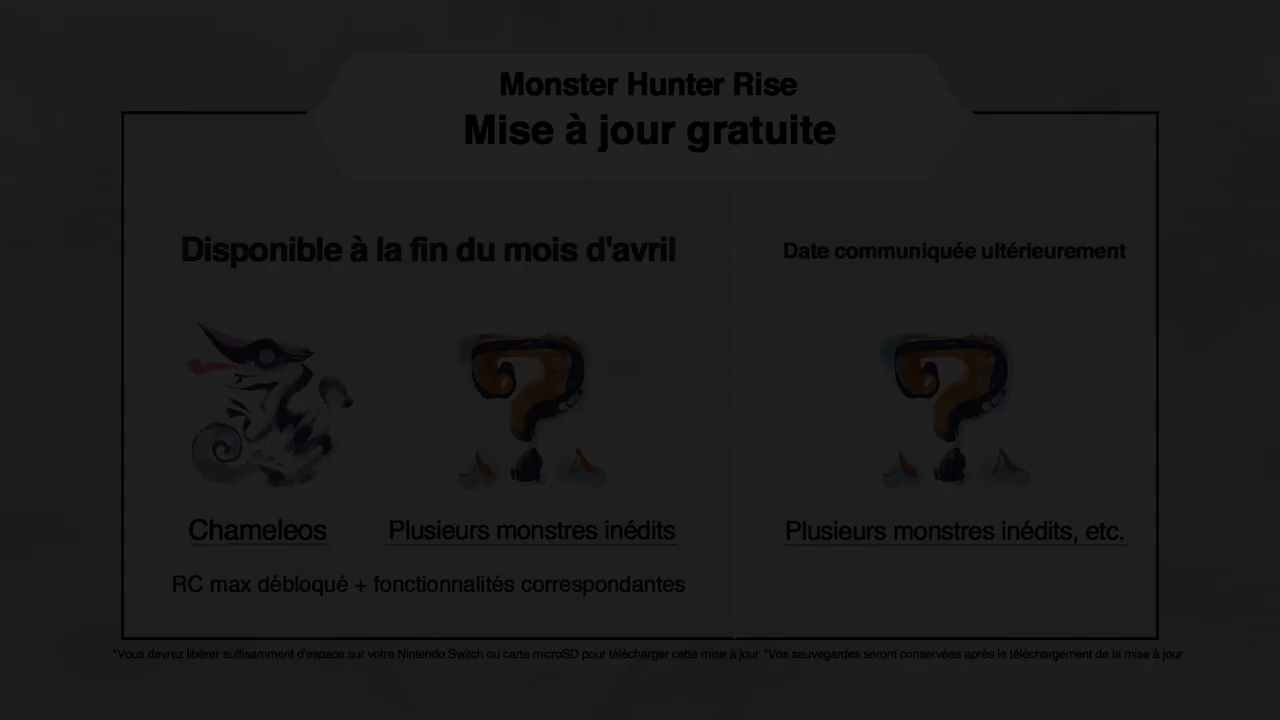 Monster Hunter Rise
Mise à jour gratuite
Disponible à la fin du mois d'avril
Date communiquée ultérieurement
Chameleos
Plusieurs monstres inédits
Plusieurs monstres inédits, etc.
RC max débloqué + fonctionnalités correspondantes
*Vous devrez libérer suffisamment d'espace sur votre Nintendo Switch ou carte microSD pour télécharger cette mise à jour. *Vos sauvegardes seront conservées après le téléchargement de la mise à jour.